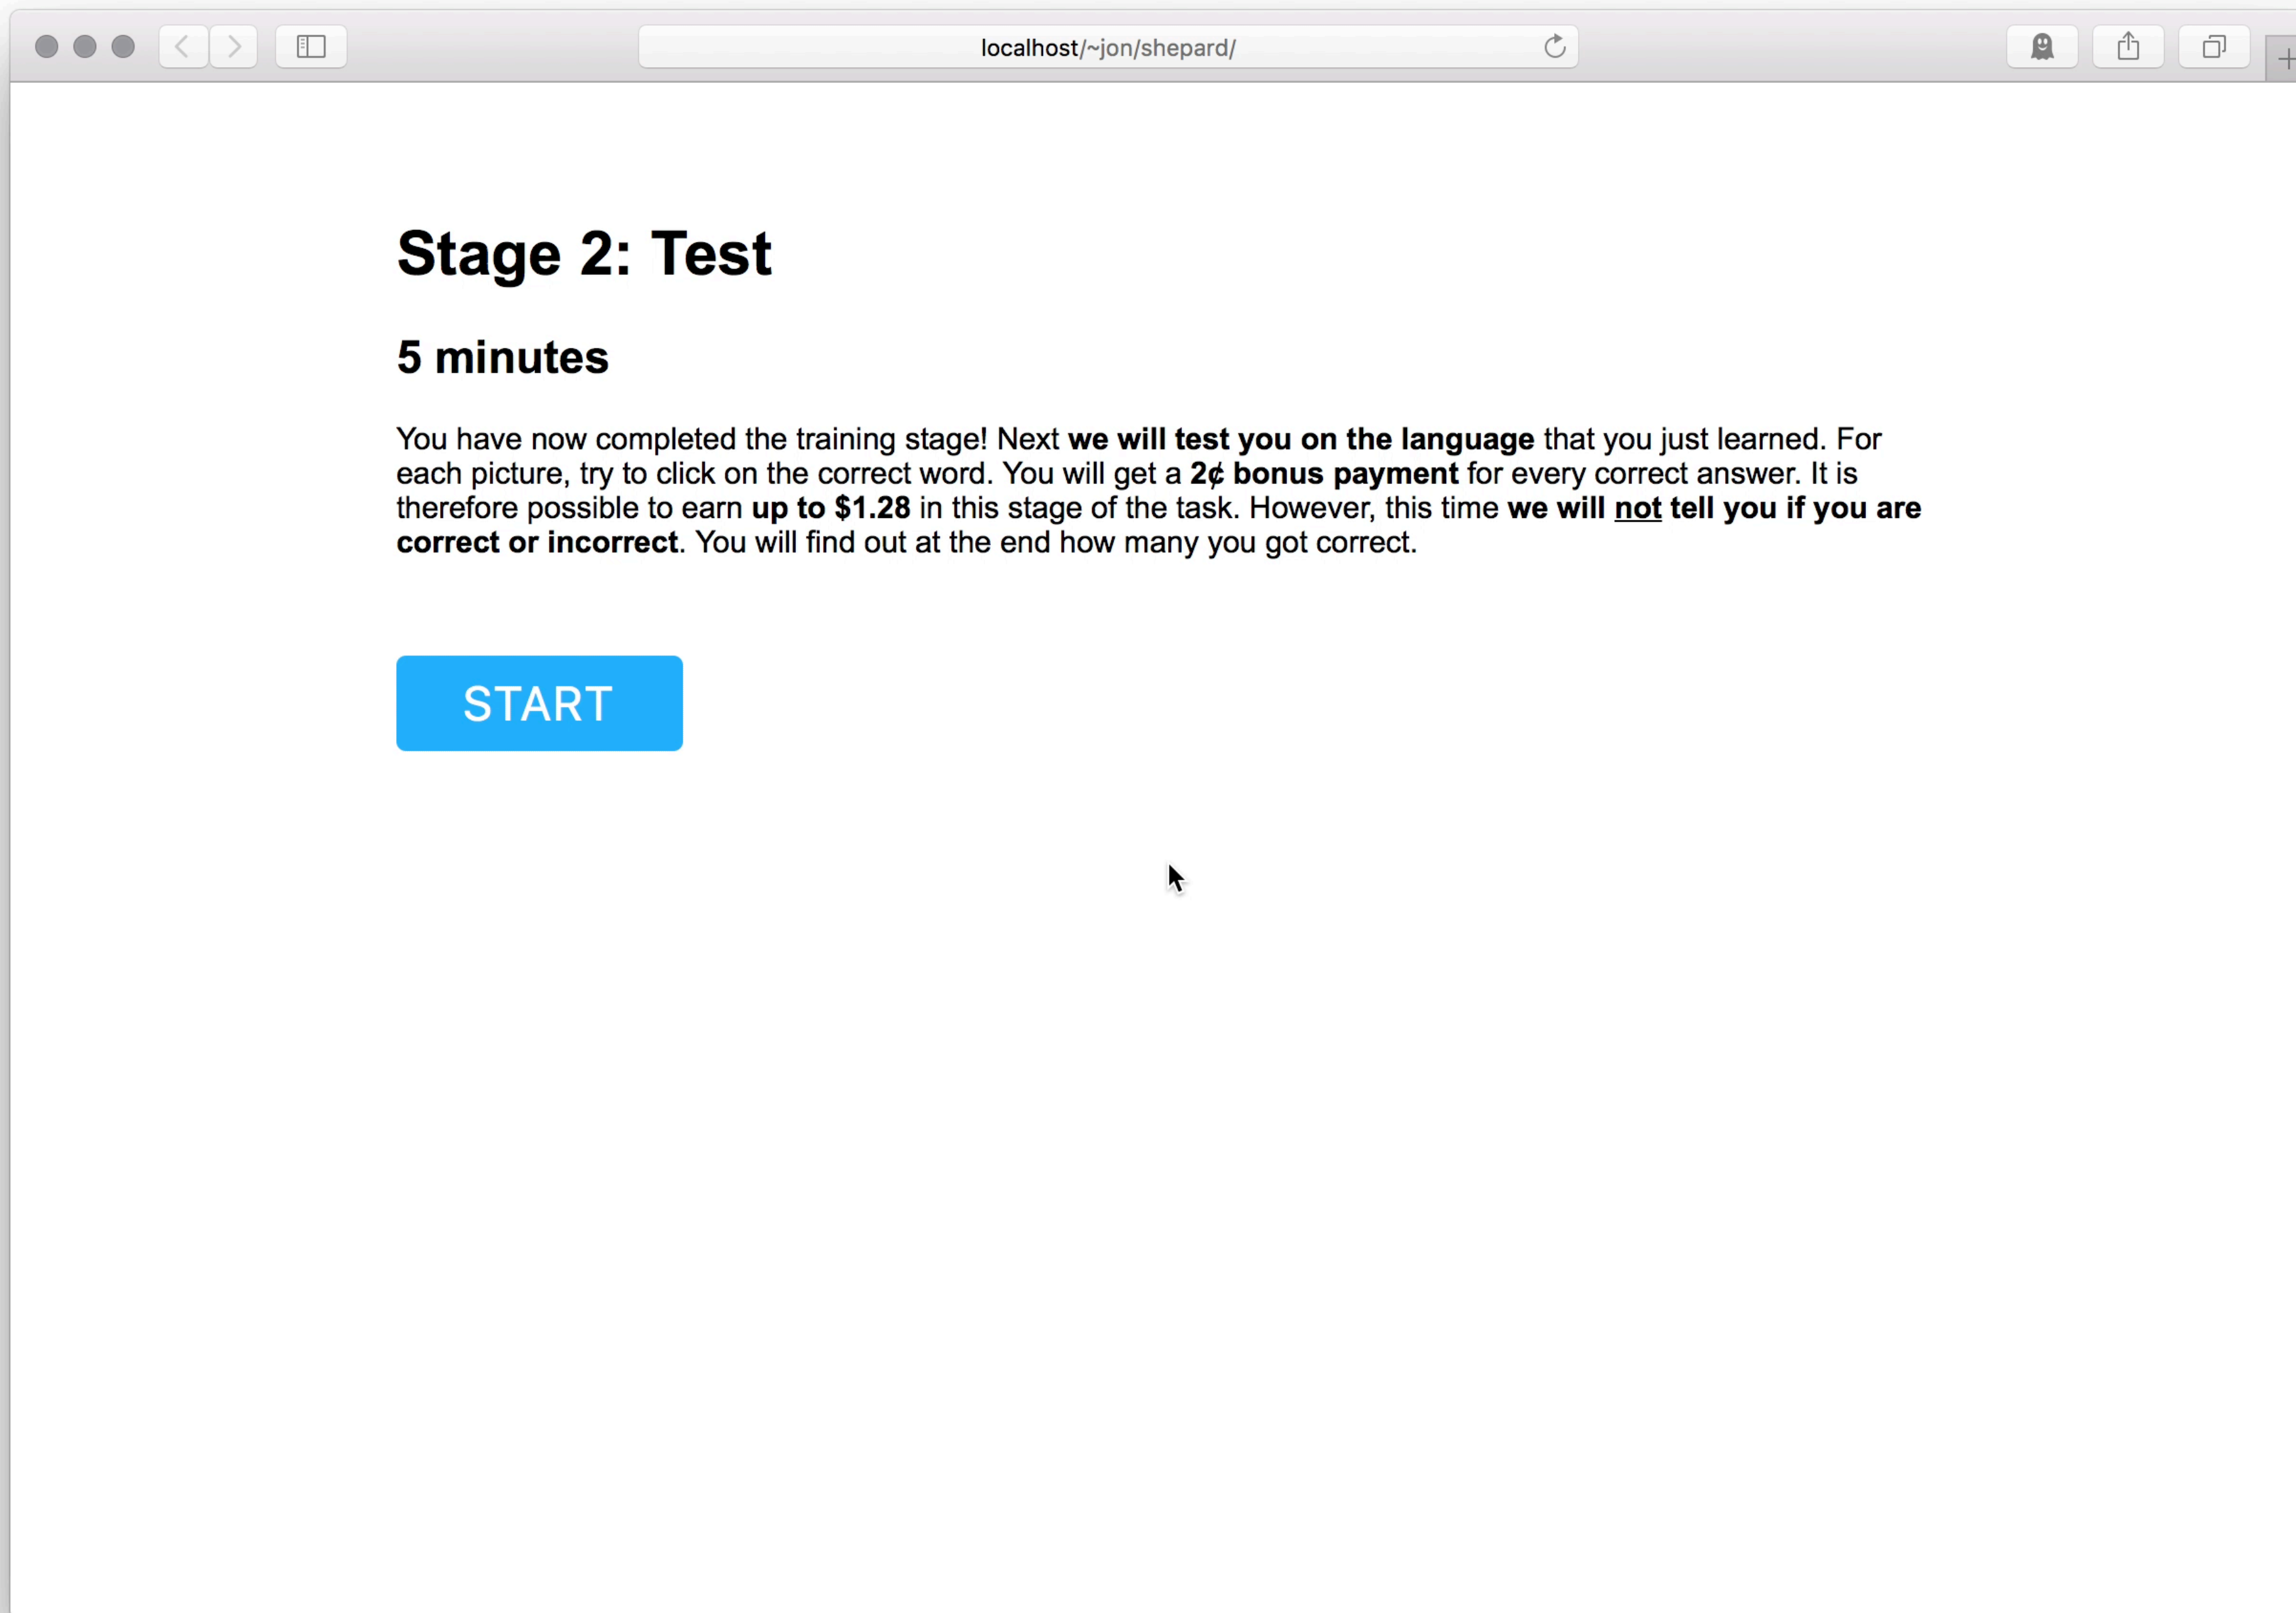 localhost/~jon/shepard/
Stage 2: Test
5 minutes
You have now completed the training stage! Next we will test you on the language that you just learned. For
each picture, try to click on the correct word. You will get a 2¢ bonus payment for every correct answer. It is
therefore possible to earn up to $1.28 in this stage of the task. However, this time we will not tell you if you are
correct or incorrect. You will find out at the end how many you got correct.
START